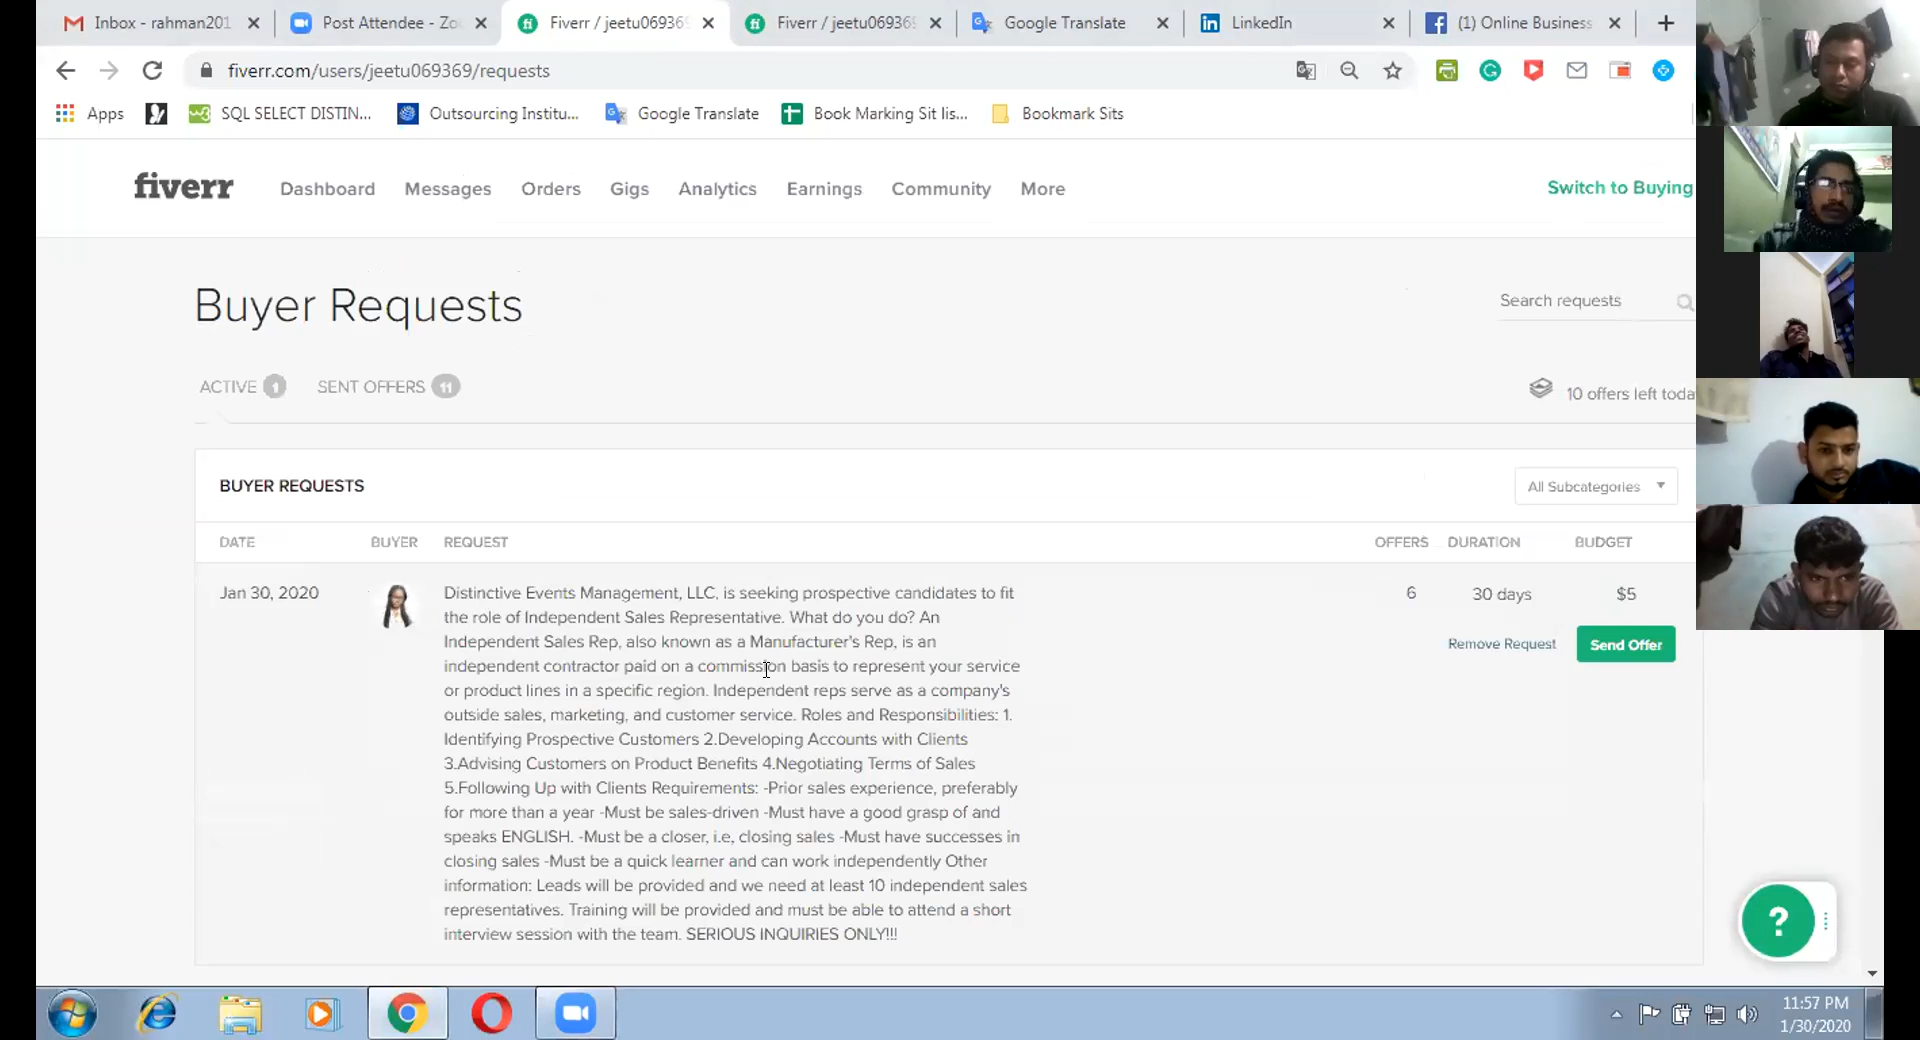 Inbox - rahman201
Post Attendee - Zo
Fiverr / jeetu069369
Fiverr / jeetu069369
Google Translate
LinkedIn
(1) Online Business
fiverr.com/users/jeetu069369/requests
Apps
SQL SELECT DISTIN...
Outsourcing Institu...
Google Translate
Book Marking Sit lis...
Bookmark Sits
fiverr
Dashboard
Messages
Orders
Gigs
Analytics
Earnings
Community
More
Switch to Buying
Buyer Requests
Search requests
ACTIVE 1
SENT OFFERS 11
10 offers left toda
BUYER REQUESTS
All Subcategories
DATE
BUYER
REQUEST
OFFERS
DURATION
BUDGET
Jan 30, 2020
Distinctive Events Management, LLC, is seeking prospective candidates to fit
the role of Independent Sales Representative. What do you do? An
Independent Sales Rep, also known as a Manufacturer's Rep, is an
independent contractor paid on a commission basis to represent your service
or product lines in a specific region. Independent reps serve as a company's
outside sales, marketing, and customer service. Roles and Responsibilities: 1.
Identifying Prospective Customers 2.Developing Accounts with Clients
3.Advising Customers on Product Benefits 4.Negotiating Terms of Sales
5.Following Up with Clients Requirements: -Prior sales experience, preferably
for more than a year -Must be sales-driven -Must have a good grasp of and
speaks ENGLISH. -Must be a closer, i.e, closing sales -Must have successes in
closing sales -Must be a quick learner and can work independently Other
information: Leads will be provided and we need at least 10 independent sales
representatives. Training will be provided and must be able to attend a short
interview session with the team. SERIOUS INQUIRIES ONLY!!!
6
30 days
$5
Remove Request
Send Offer
?
11:57 PM
1/30/2020